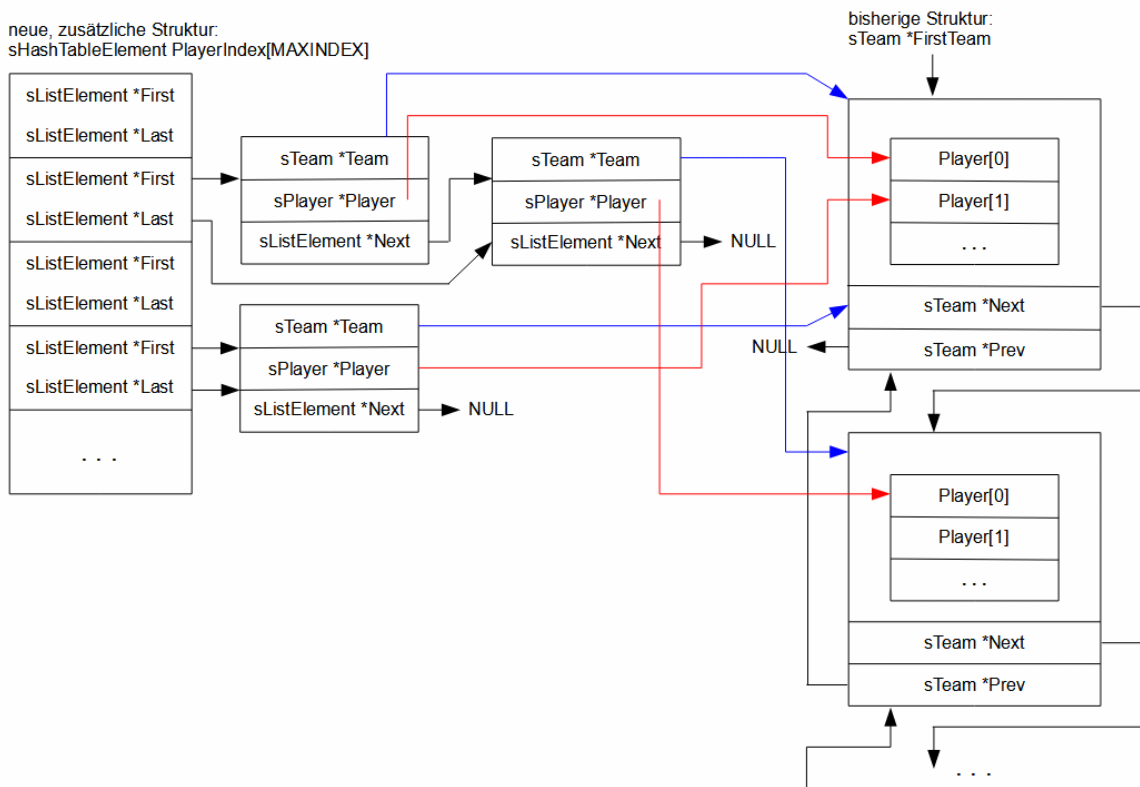 neue, zusätzliche Struktur:
sHashTableElement PlayerIndex[MAXINDEX]
sListElement *First
sListElement *Last
sListElement *First
sListElement *Last
sListElement *First
sListElement *Last
sListElement *First
sListElement *Last
. . .
sTeam *Team
sPlayer *Player
sListElement *Next
sTeam *Team
sPlayer *Player
sListElement *Next
NULL
sTeam *Team
sPlayer *Player
sListElement *Next
NULL
bisherige Struktur:
sTeam *FirstTeam
Player[0]
Player[1]
. . .
sTeam *Next
NULL
sTeam *Prev
Player[0]
Player[1]
. . .
sTeam *Next
sTeam *Prev
. . .